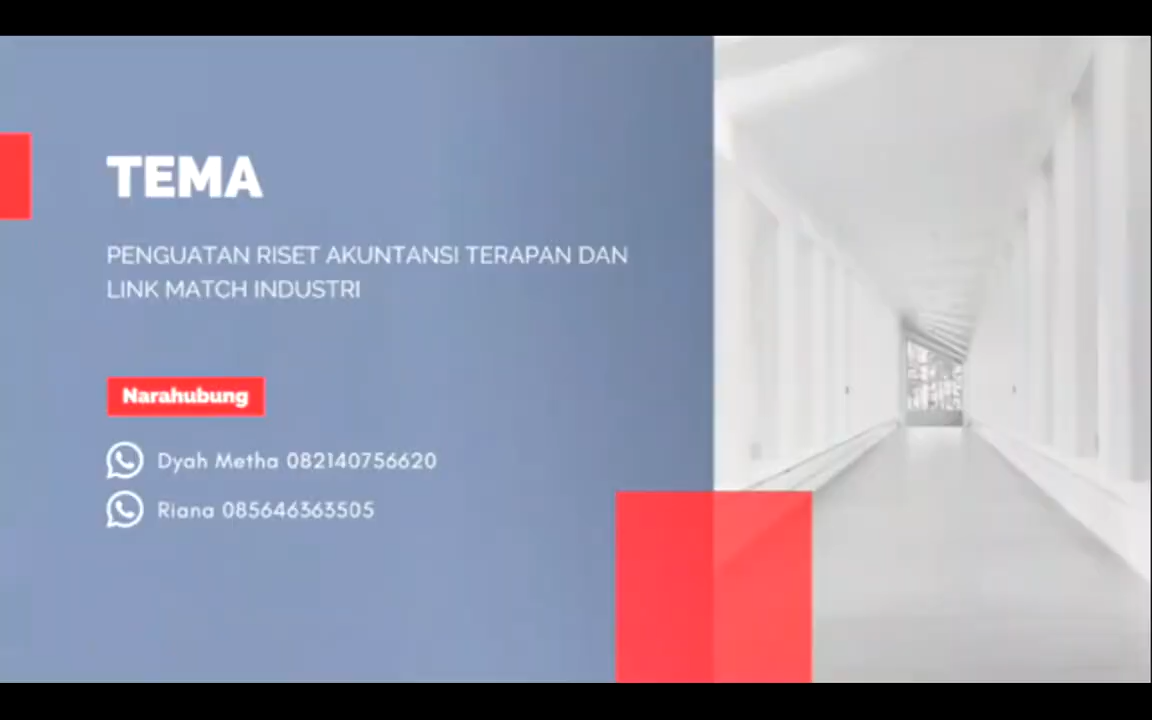 TEMA
PENGUATAN RISET AKUNTANSI TERAPAN DAN
LINK MATCH INDUSTRI
Narahubung
Dyah Metha 082140756620
Riana 085646363505